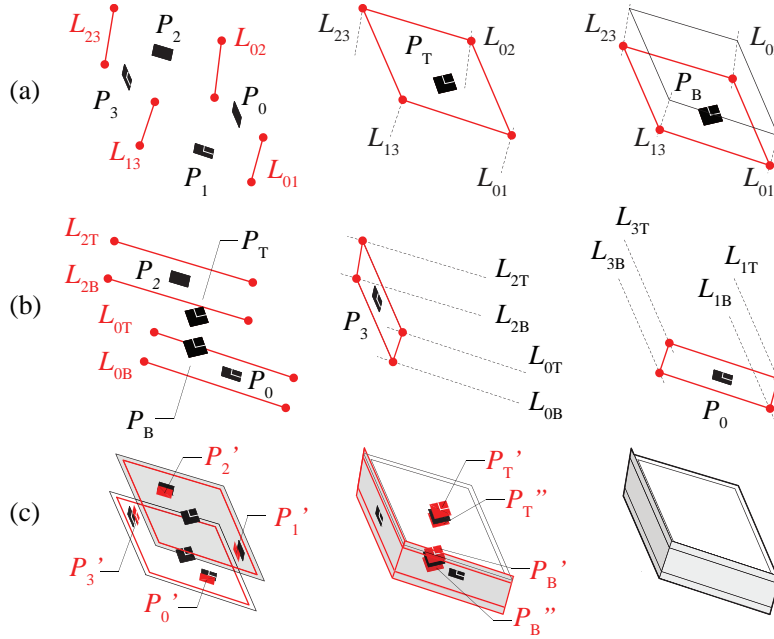 (a)
L23
P2
L02
P3
P0
L13
P1
L01
L23
PT
L02
L13
L01
L23
L0
PB
L13
L01
(b)
L2T
P2
PT
L2B
L0T
L0B
P0
PB
L2T
P3
L2B
L0T
L0B
L3T
L3B
L1T
L1B
P0
(c)
P2’
P1’
P3’
P0’
PT’
PT’’
PB’
PB’’